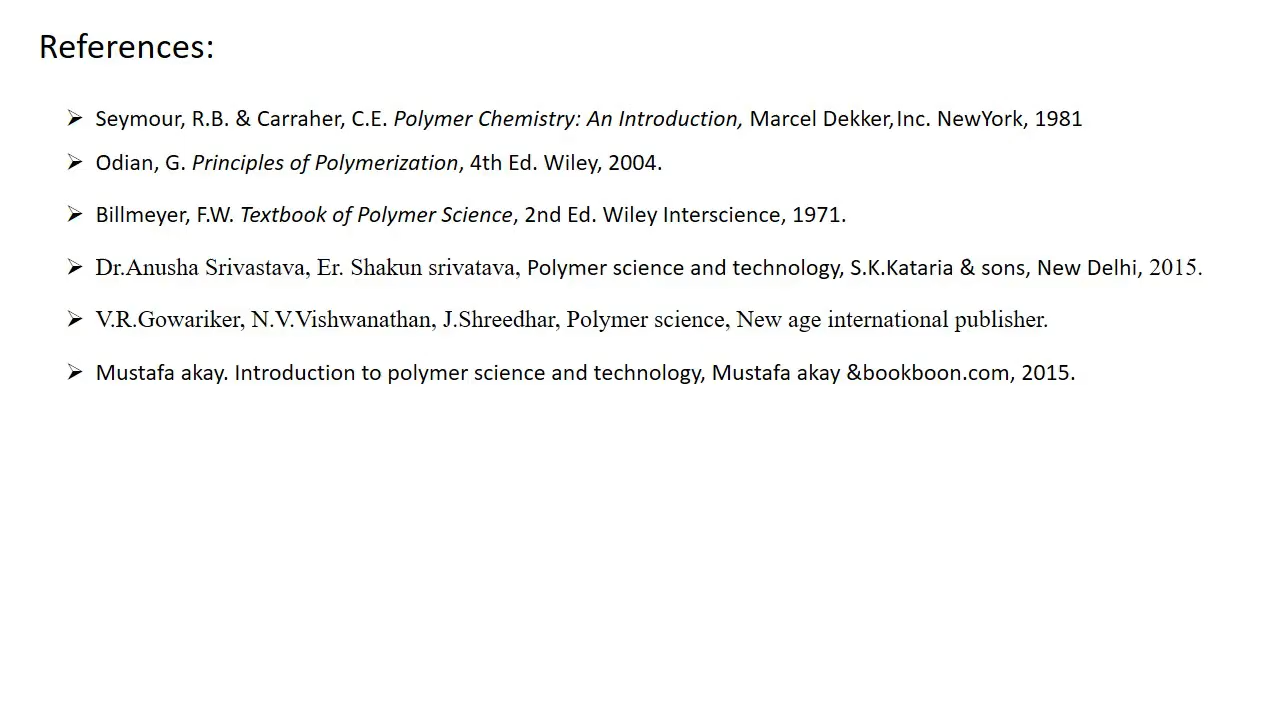 References:
➢ Seymour, R.B. & Carraher, C.E. Polymer Chemistry: An Introduction, Marcel Dekker,Inc. NewYork, 1981
➢ Odian, G. Principles of Polymerization, 4th Ed. Wiley, 2004.
➢ Billmeyer, F.W. Textbook of Polymer Science, 2nd Ed. Wiley Interscience, 1971.
➢ Dr.Anusha Srivastava, Er. Shakun srivatava, Polymer science and technology, S.K.Kataria & sons, New Delhi, 2015.
➢ V.R.Gowariker, N.V.Vishwanathan, J.Shreedhar, Polymer science, New age international publisher.
➢ Mustafa akay. Introduction to polymer science and technology, Mustafa akay &bookboon.com, 2015.